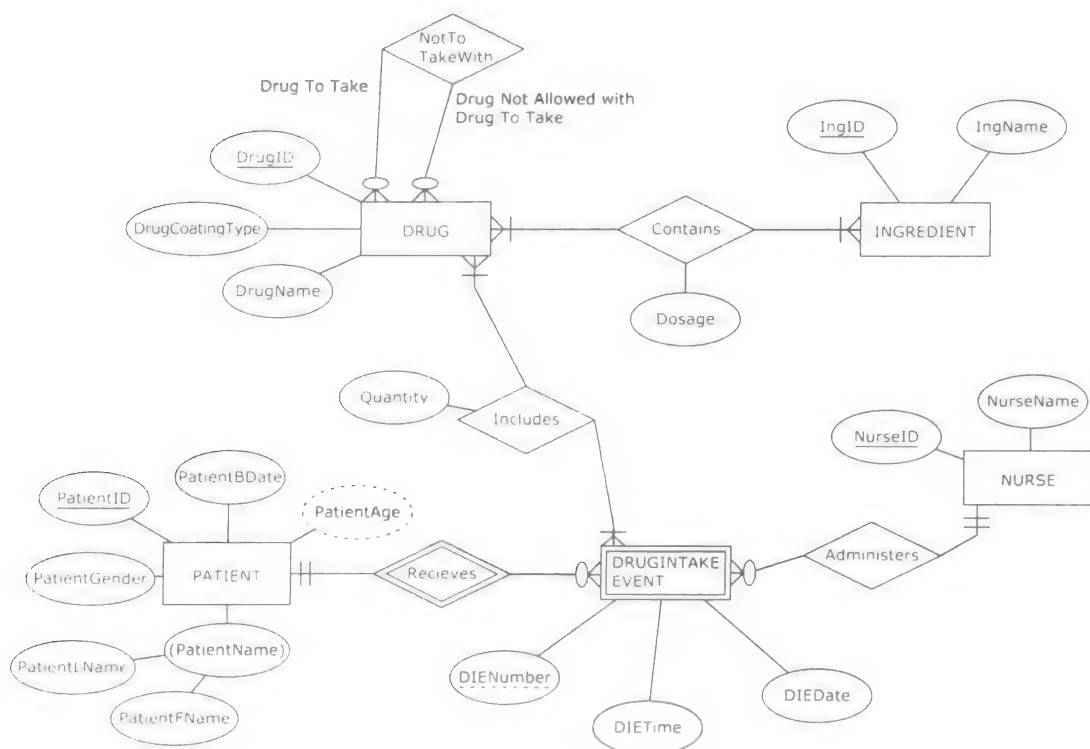 NotTo
TakeWith
Drug To Take
Drug Not Allowed with
Drug To Take
DrugID
IngID
IngName
DrugCoatingType
DRUG
Contains
INGREDIENT
DrugName
Dosage
Quantity
Includes
NurseName
NurseID
NURSE
PatientBDate
PatientID
PatientAge
Administers
PatientGender
PATIENT
Recieves
DRUGINTAKE
EVENT
(PatientName)
PatientLName
PatientFName
DIENumber
DIETime
DIEDate